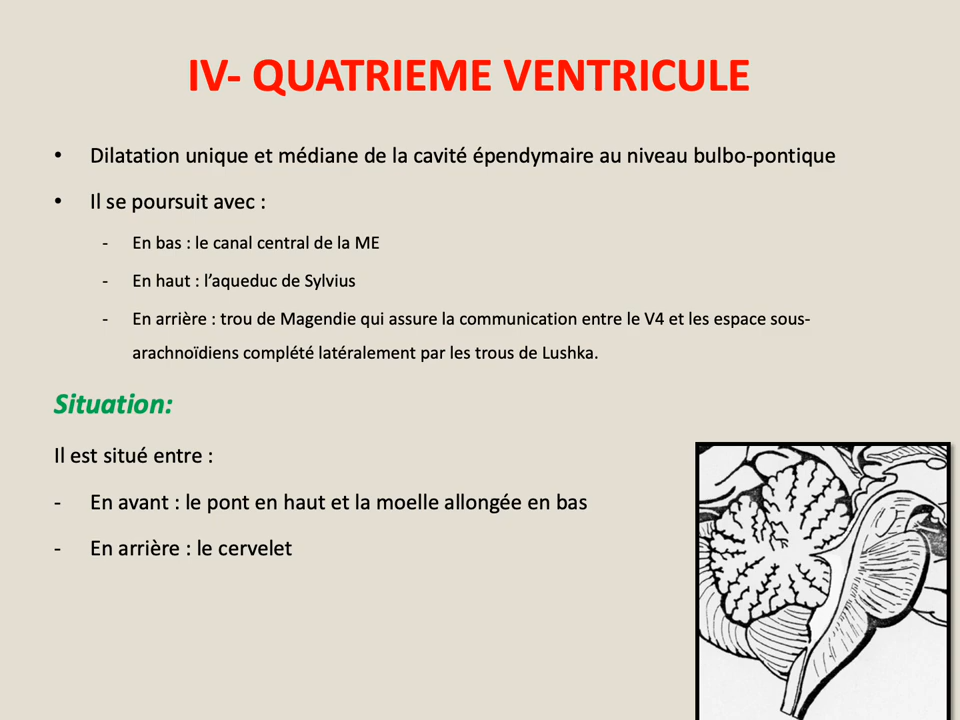 IV- QUATRIEME VENTRICULE
• Dilatation unique et médiane de la cavité épendymaire au niveau bulbo-pontique
• Il se poursuit avec :
- En bas : le canal central de la ME
- En haut : l’aqueduc de Sylvius
- En arrière : trou de Magendie qui assure la communication entre le V4 et les espace sous-
arachnoïdiens complété latéralement par les trous de Lushka.
Situation:
Il est situé entre :
- En avant : le pont en haut et la moelle allongée en bas
- En arrière : le cervelet